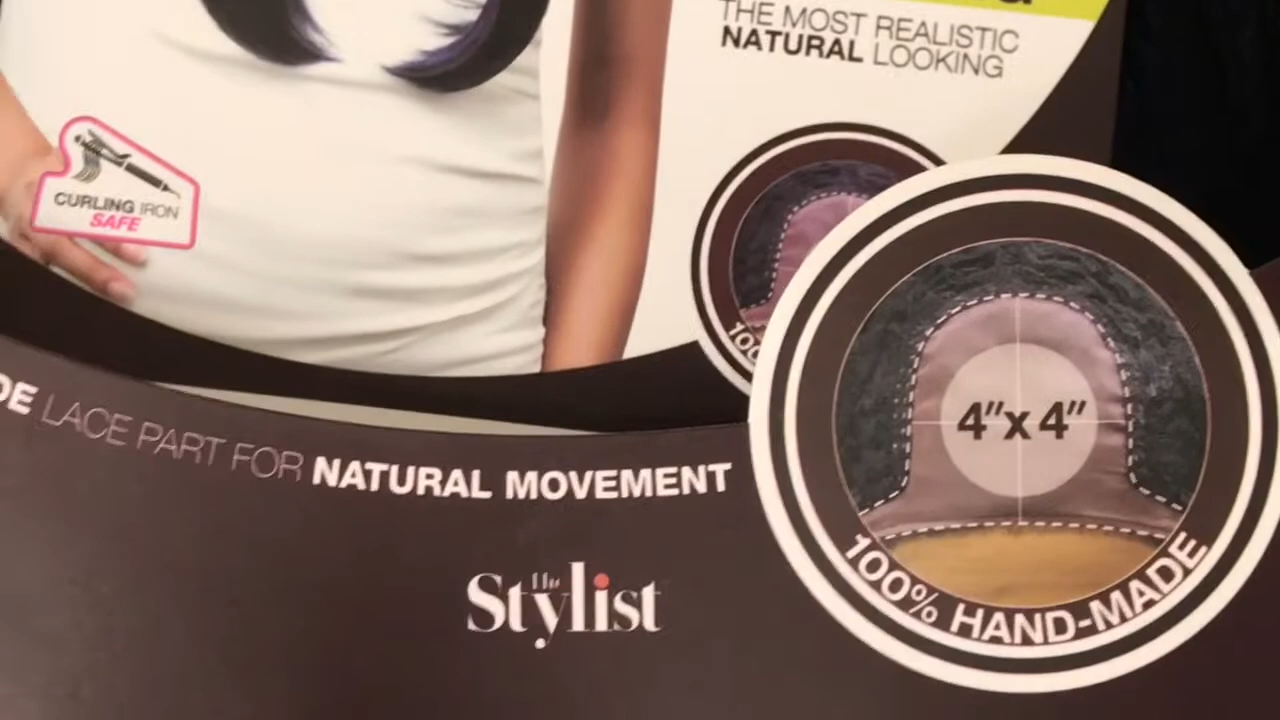 THE MOST REALISTIC
NATURAL LOOKING
CURLING IRON
SAFE
100
4"x 4"
LACE PART FOR NATURAL MOVEMENT
100% HAND-MADE
The Stylist